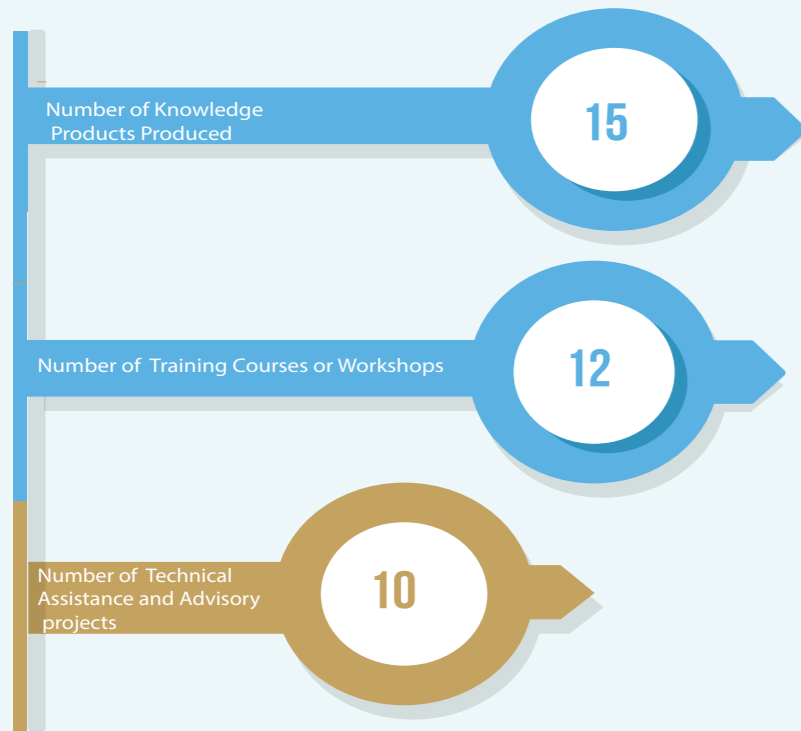 Number of Knowledge
Products Produced
15
Number of Training Courses or Workshops
12
Number of Technical
Assistance and Advisory
projects
10